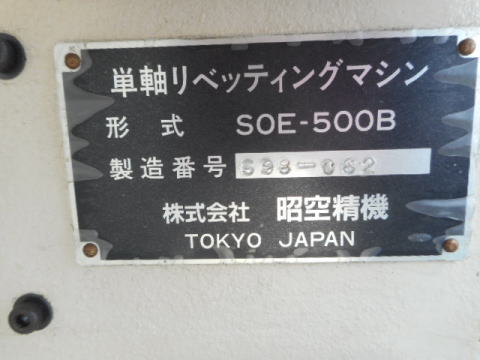 単軸リベッティングマシン
形式 SOE-500B
製造番号 S98-062
株式会社 昭空精機
TOKYO JAPAN